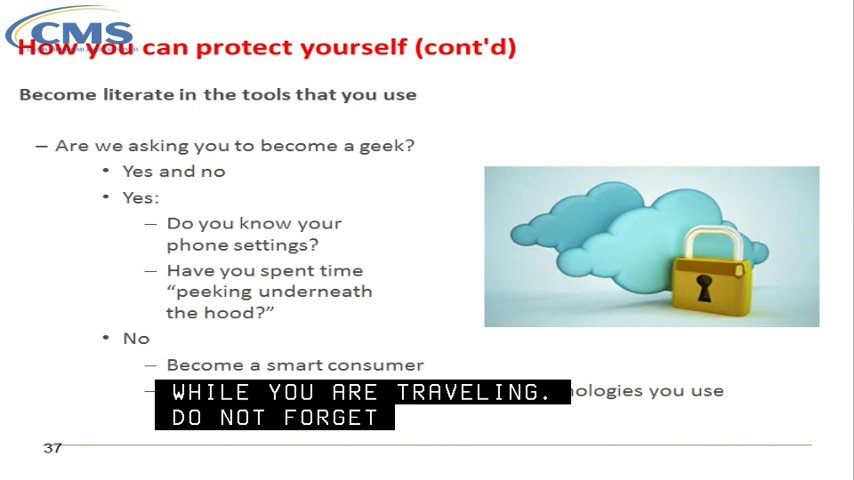 CMS
How you can protect yourself (cont'd)
Become literate in the tools that you use
– Are we asking you to become a geek?
• Yes and no
• Yes:
– Do you know your
phone settings?
– Have you spent time
“peeking underneath
the hood?”
• No
– Become a smart consumer
– nologies you use
WHILE YOU ARE TRAVELING.
DO NOT FORGET
37